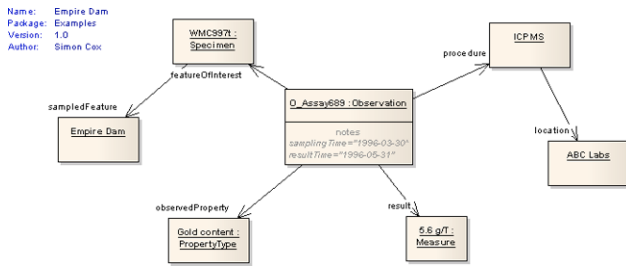 Name: Empire Dam
Package: Examples
Version: 1.0
Author: Simon Cox
WMC997t :
Specimen
ICPMS
procedure
featureOfInterest
O_Assay689 : Observation
sampledFeature
notes
samplingTime="1996-03-30"
resultTime="1996-05-31"
Empire Dam
location
ABC Labs
observedProperty
result
Gold content :
PropertyType
5.6 g/T :
Measure